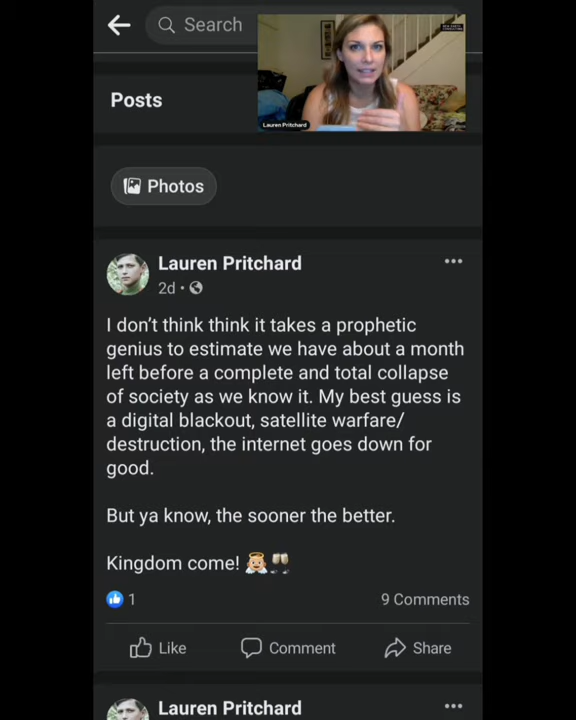 Search
Lauren Pritchard
Posts
Photos
Lauren Pritchard
2d
I don't think think it takes a prophetic
genius to estimate we have about a month
left before a complete and total collapse
of society as we know it. My best guess is
a digital blackout, satellite warfare/
destruction, the internet goes down for
good.
But ya know, the sooner the better.
Kingdom come! 👼🏼🥂
1
9 Comments
Like
Comment
Share
Lauren Pritchard